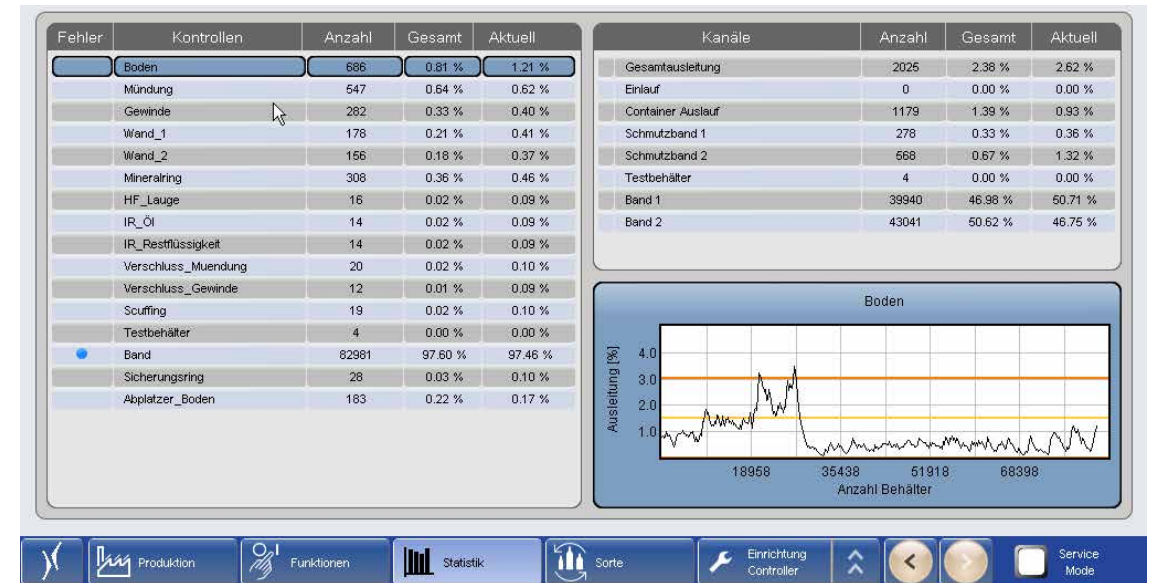 Fehler Kontrollen Anzahl Gesamt Aktuell
Boden 686 0.81 % 1.21 %
Mündung 547 0.64 % 0.62 %
Gewinde 282 0.33 % 0.40 %
Wand_1 178 0.21 % 0.41 %
Wand_2 156 0.18 % 0.37 %
Mineralring 308 0.36 % 0.46 %
HF_Lauge 16 0.02 % 0.09 %
IR_Öl 14 0.02 % 0.09 %
IR_Restflüssigkeit 14 0.02 % 0.09 %
Verschluss_Muendung 20 0.02 % 0.10 %
Verschluss_Gewinde 12 0.01 % 0.09 %
Scuffing 19 0.02 % 0.10 %
Testbehälter 4 0.00 % 0.00 %
Band 82981 97.60 % 97.46 %
Sicherungsring 28 0.03 % 0.10 %
Abplatzer_Boden 183 0.22 % 0.17 %
Kanäle Anzahl Gesamt Aktuell
Gesamtausleitung 2025 2.38 % 2.62 %
Einlauf 0 0.00 % 0.00 %
Container Auslauf 1179 1.39 % 0.93 %
Schmutzband 1 278 0.33 % 0.36 %
Schmutzband 2 568 0.67 % 1.32 %
Testbehälter 4 0.00 % 0.00 %
Band 1 39940 46.98 % 50.71 %
Band 2 43041 50.62 % 46.75 %
Boden
Ausleitung [%]
4.0
3.0
2.0
1.0
18958 35438 51918 68398
Anzahl Behälter
Produktion
Funktionen
Statistik
Sorte
Einrichtung
Controller
Service
Mode